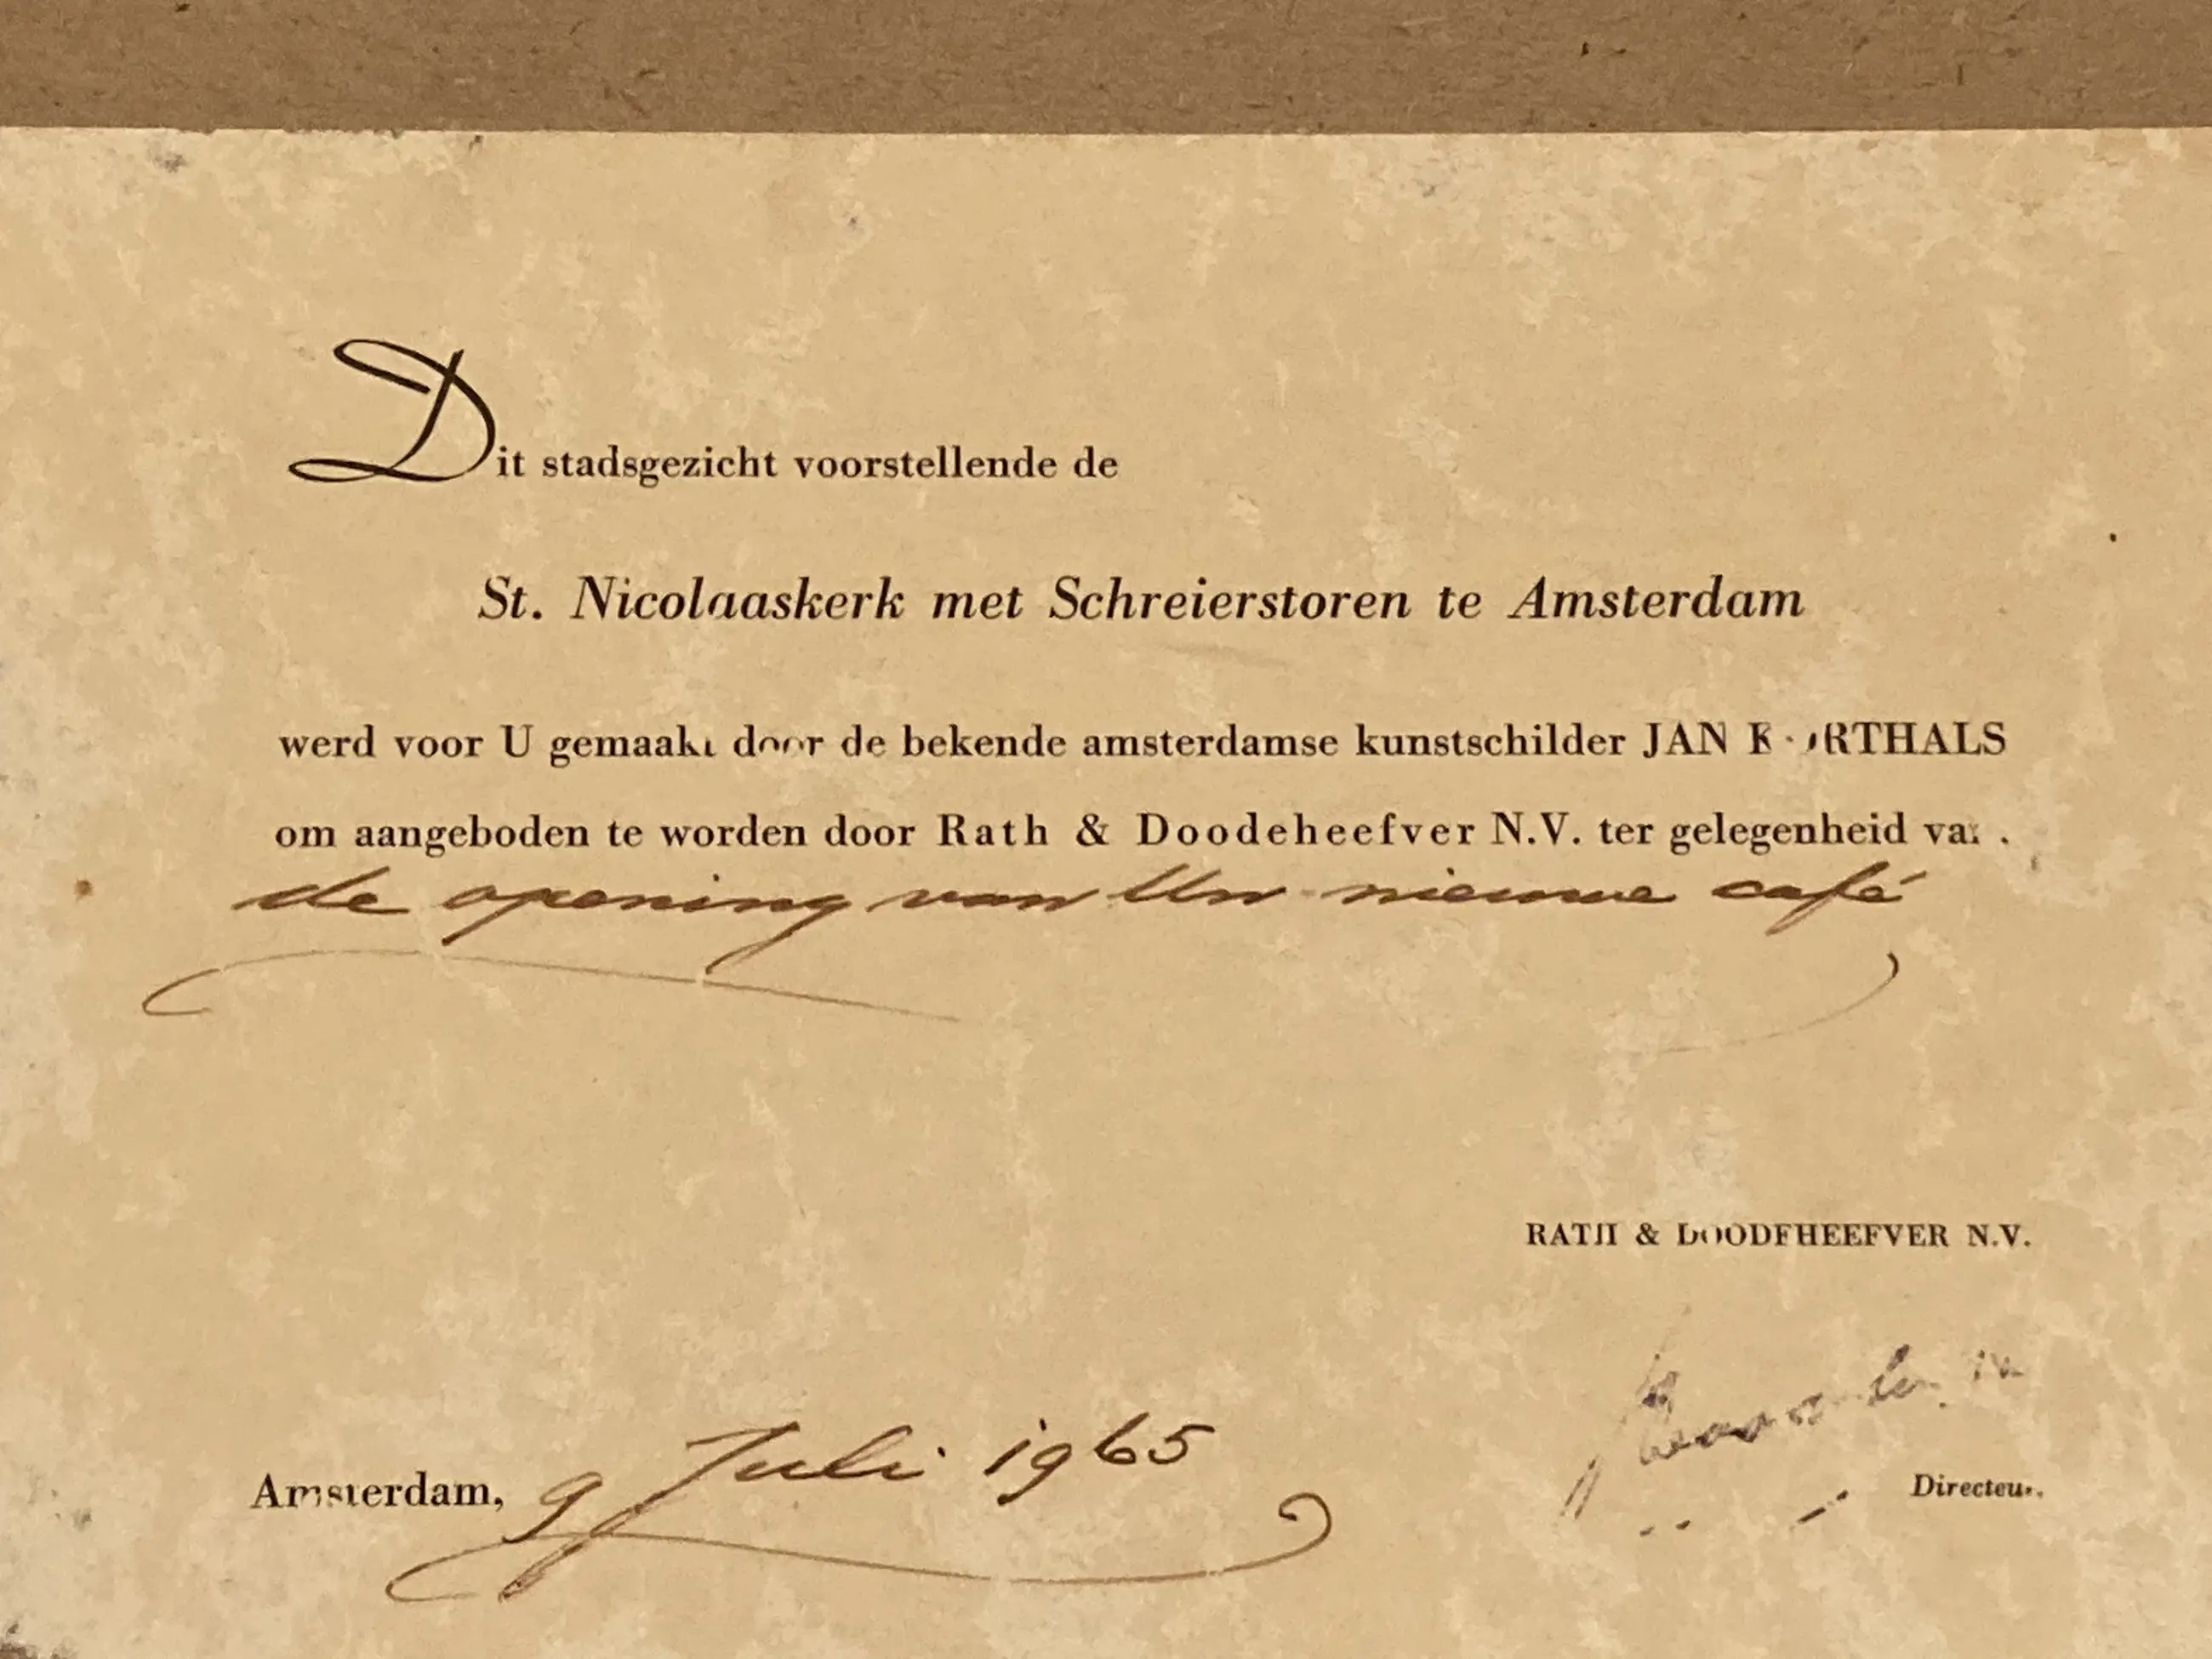 Dit stadsgezicht voorstellende de
St. Nicolaaskerk met Schreierstoren te Amsterdam
werd voor U gemaakt door de bekende amsterdamse kunstschilder JAN KORTHALS
om aangeboden te worden door Rath & Doodeheefver N.V. ter gelegenheid van
de opening van Uw nieuwe café
RATH & DOODEHEEFVER N.V.
Amsterdam, 9 Juli 1965
Directeur.